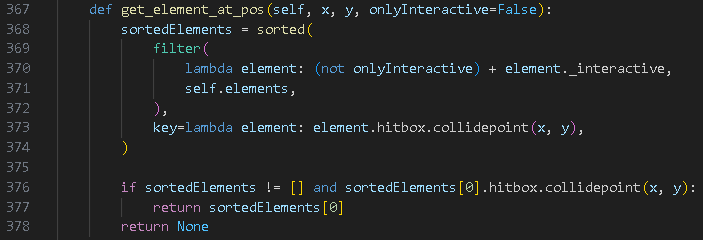 367 def get_element_at_pos(self, x, y, onlyInteractive=False):
368 sortedElements = sorted(
369 filter(
370 lambda element: (not onlyInteractive) + element._interactive,
371 self.elements,
372 ),
373 key=lambda element: element.hitbox.collidepoint(x, y),
374 )
375
376 if sortedElements != [] and sortedElements[0].hitbox.collidepoint(x, y):
377 return sortedElements[0]
378 return None